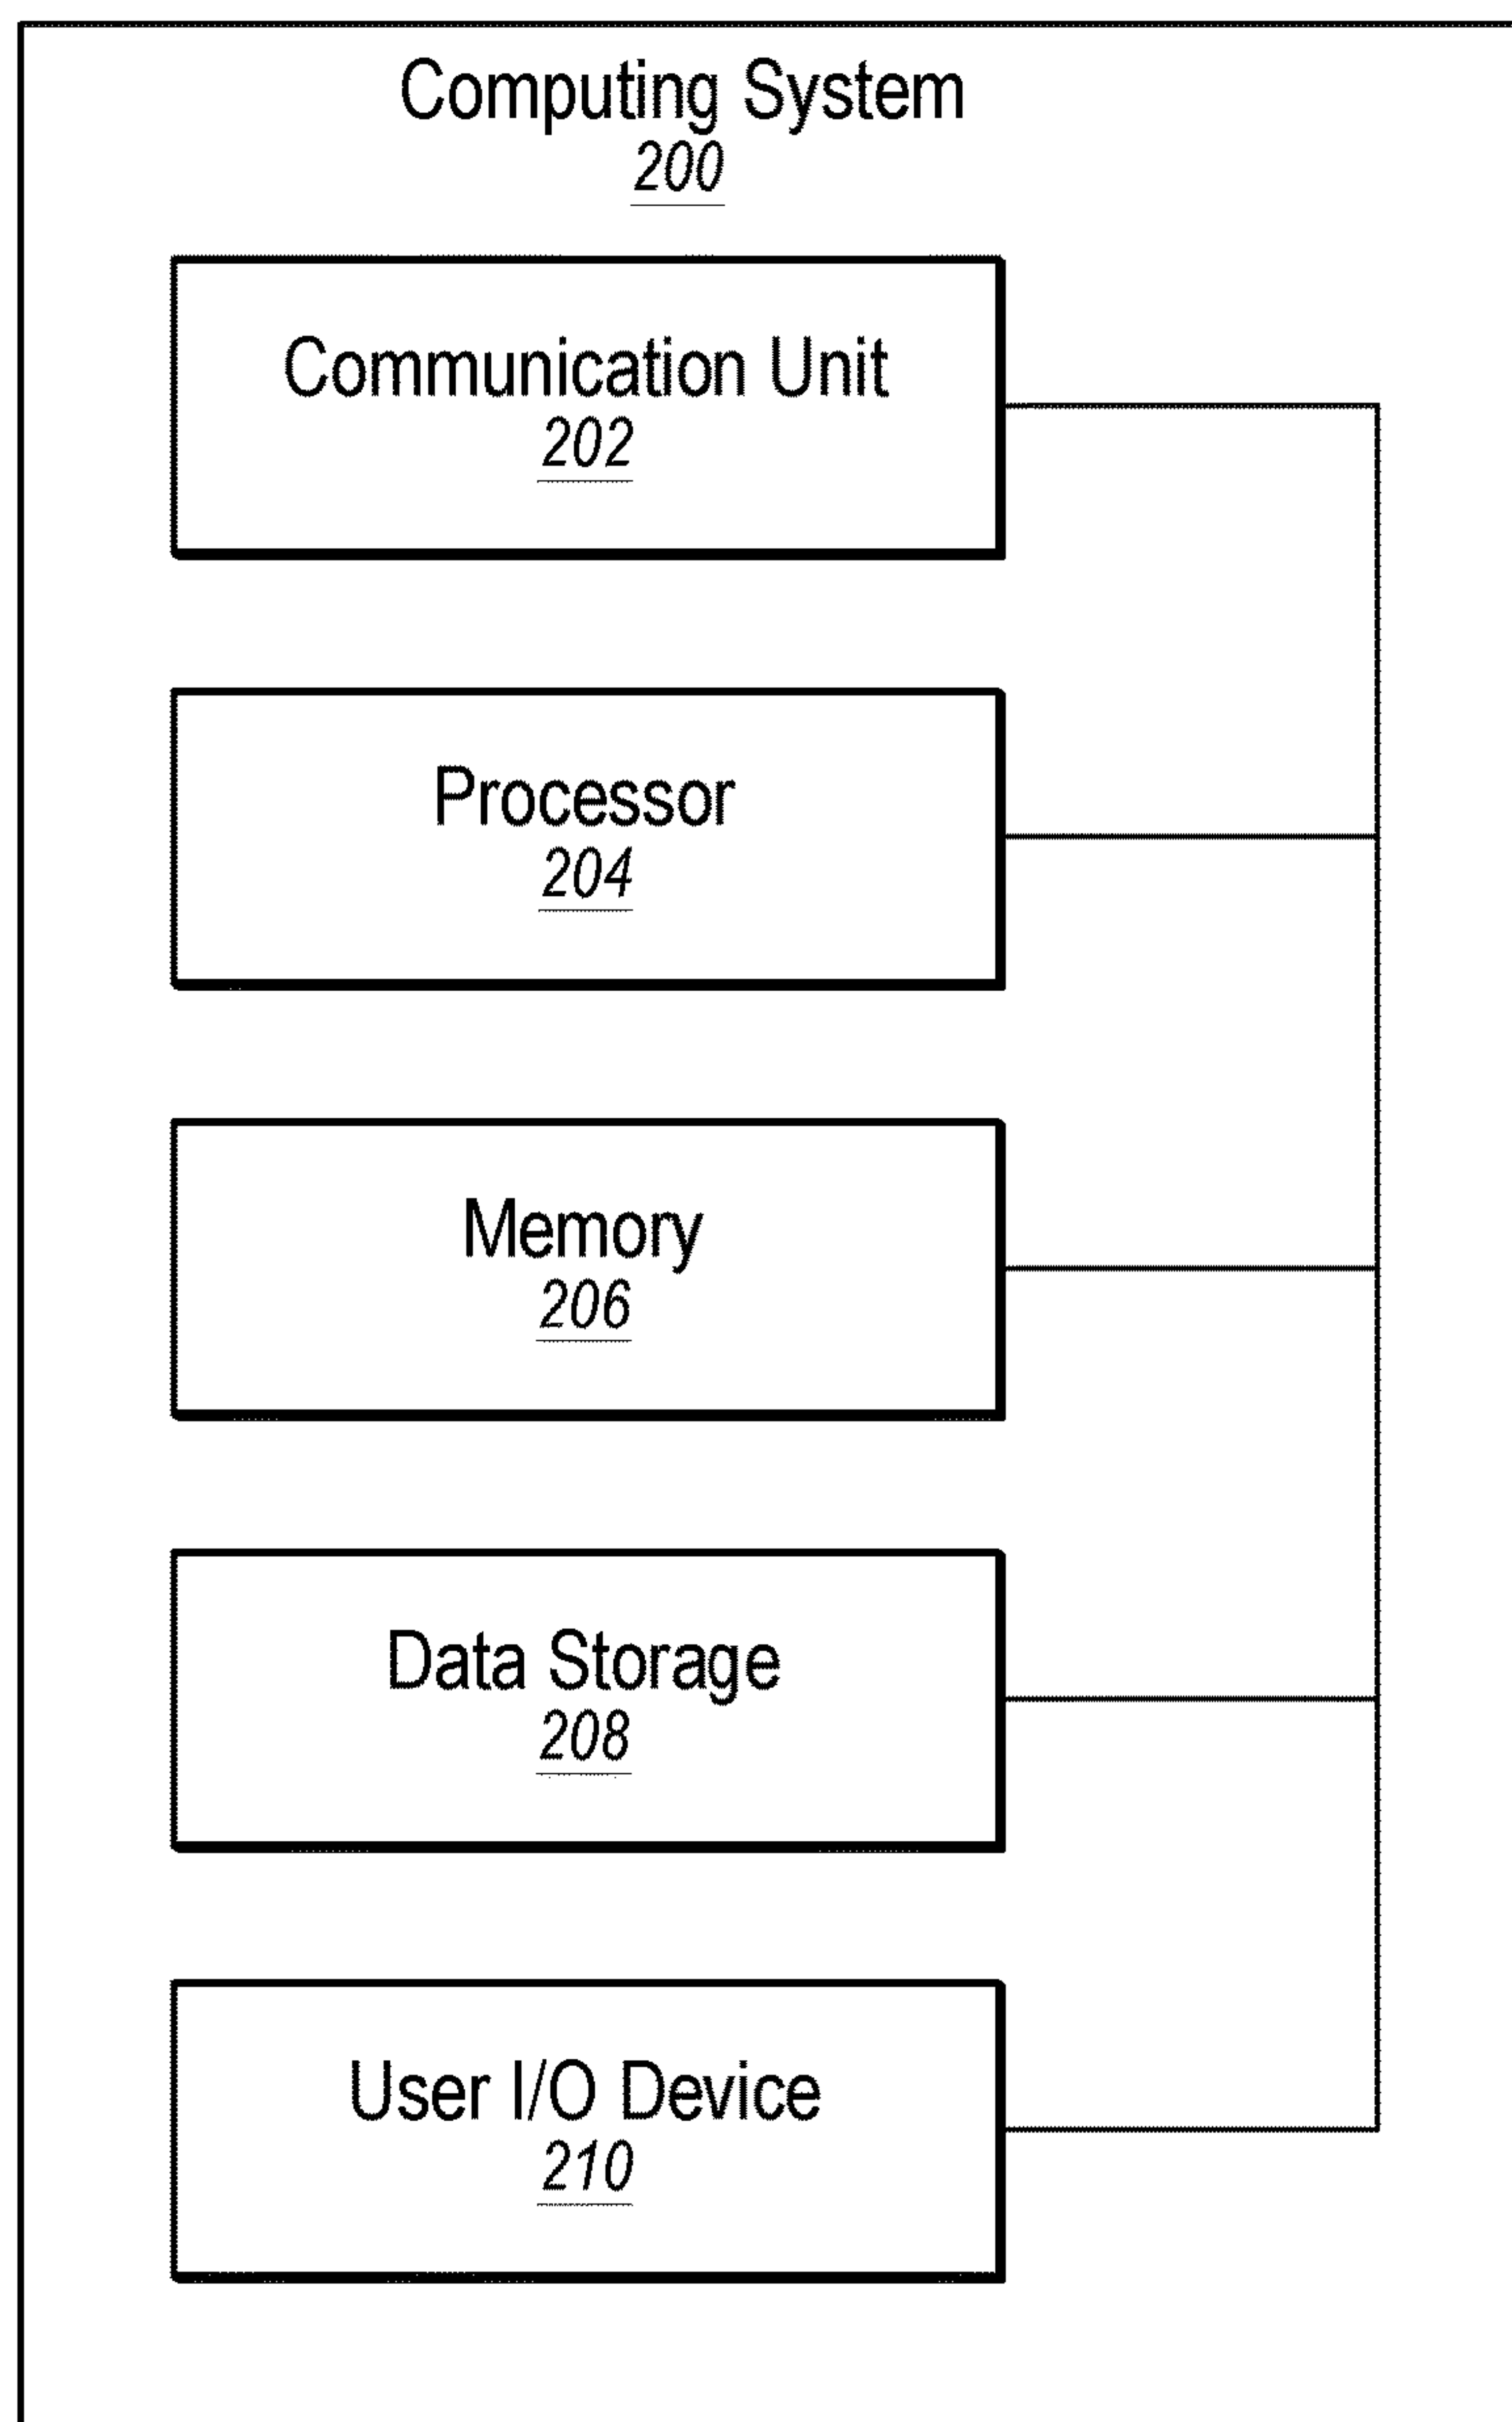 Computing System
200
Communication Unit
202
Processor
204
Memory
206
Data Storage
208
User I/O Device
210